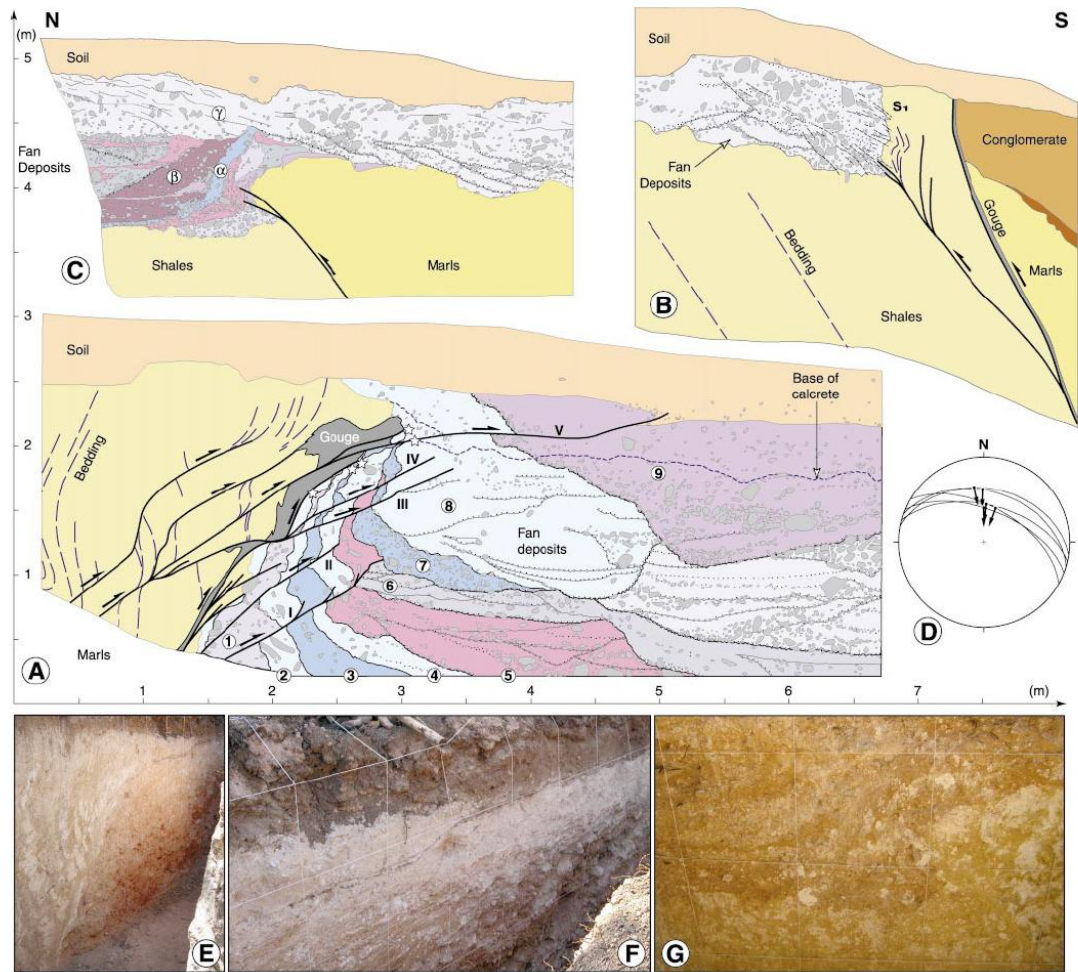 N
S
(m)
5
4
3
2
1
Soil
γ
Fan
Deposits
β
α
C
Shales
Marls
Soil
S₁
Conglomerate
Fan
Deposits
Bedding
Gouge
Marls
B
Shales
Soil
Base of
calcrete
Bedding
Gouge
V
IV
III
9
8
Fan
deposits
II
7
6
I
1
Marls
A
2
3
4
5
N
D
1
2
3
4
5
6
7
(m)
E
F
G